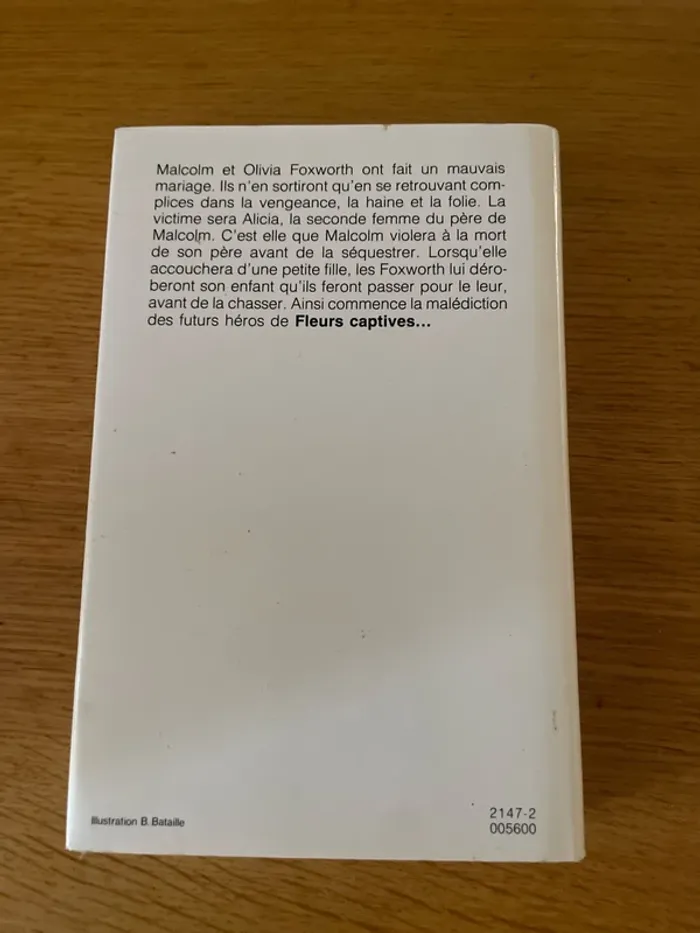 Malcolm et Olivia Foxworth ont fait un mauvais
mariage. Ils n'en sortiront qu'en se retrouvant com-
plices dans la vengeance, la haine et la folie. La
victime sera Alicia, la seconde femme du père de
Malcolm. C'est elle que Malcolm violera à la mort
de son père avant de la séquestrer. Lorsqu'elle
accouchera d'une petite fille, les Foxworth lui déro-
beront son enfant qu'ils feront passer pour le leur,
avant de la chasser. Ainsi commence la malédiction
des futurs héros de Fleurs captives...
Illustration B. Bataille
2147-2
005600